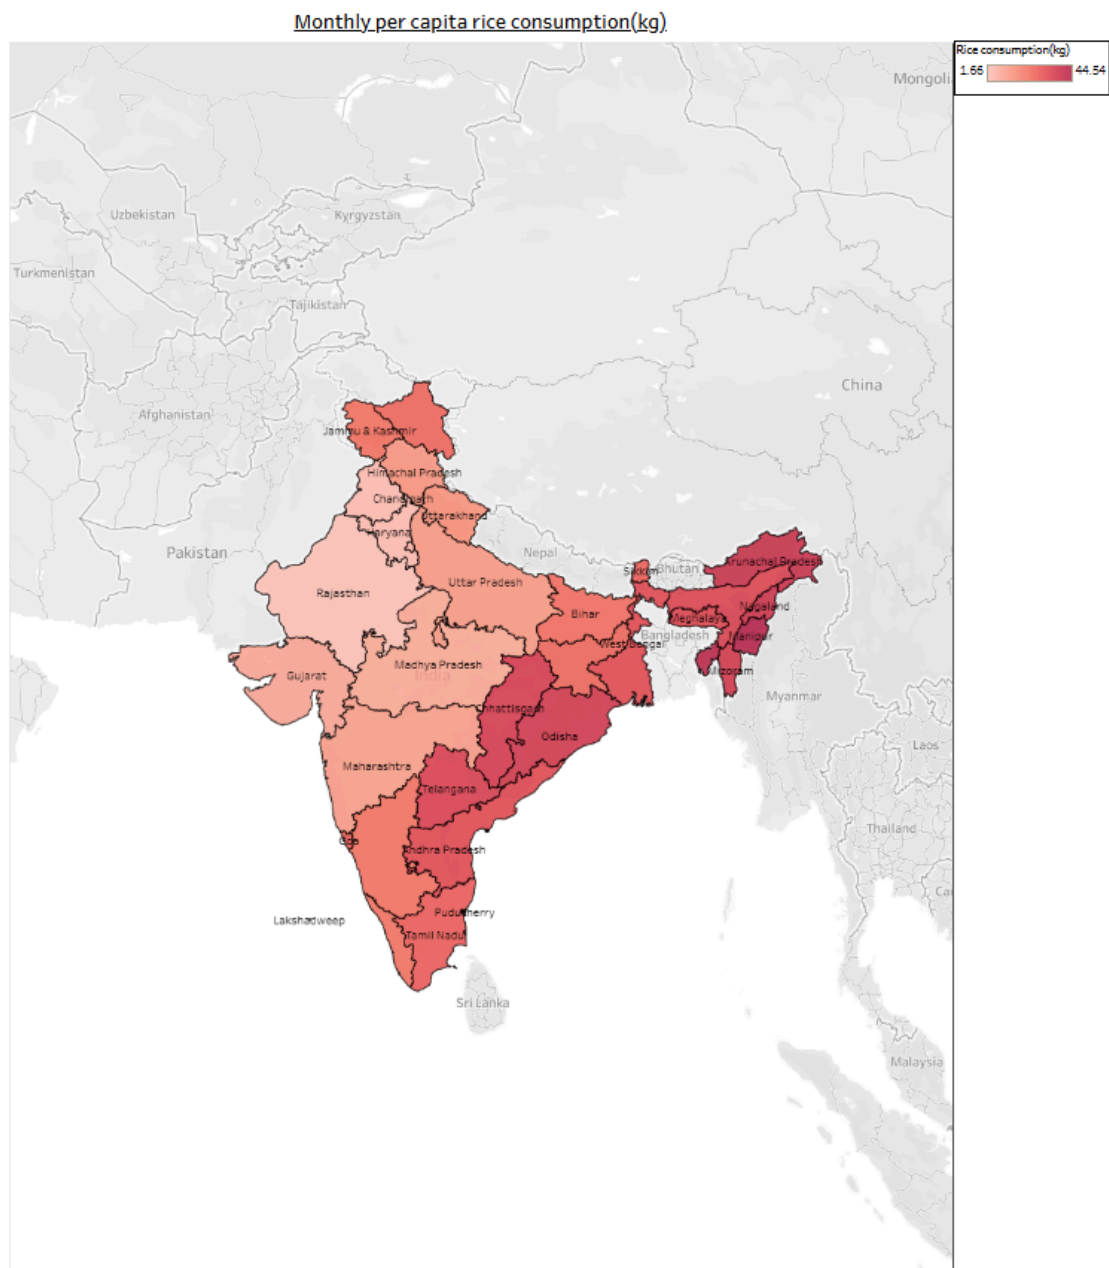 Monthly per capita rice consumption(kg)
Rice consumption(kg)
1.66 44.54
Mongoli
Uzbekistan
Kyrgyzstan
Turkmenistan
Tajikistan
China
Afghanistan
Jammu & Kashmir
Himachal Pradesh
Uttarakhand
Haryana
Pakistan
Nepal
Bhutan
Arunachal Pradesh
Sikkim
Uttar Pradesh
Rajasthan
Bihar
Nagaland
Meghalaya
Manipur
Bangladesh
West Bengal
Madhya Pradesh
India
Gujarat
Mizoram
Myanmar
Chhattisgarh
Odisha
Laos
Maharashtra
Telangana
Thailand
Goa
Andhra Pradesh
Puducherry
Lakshadweep
Tamil Nadu
Sri Lanka
Malaysia